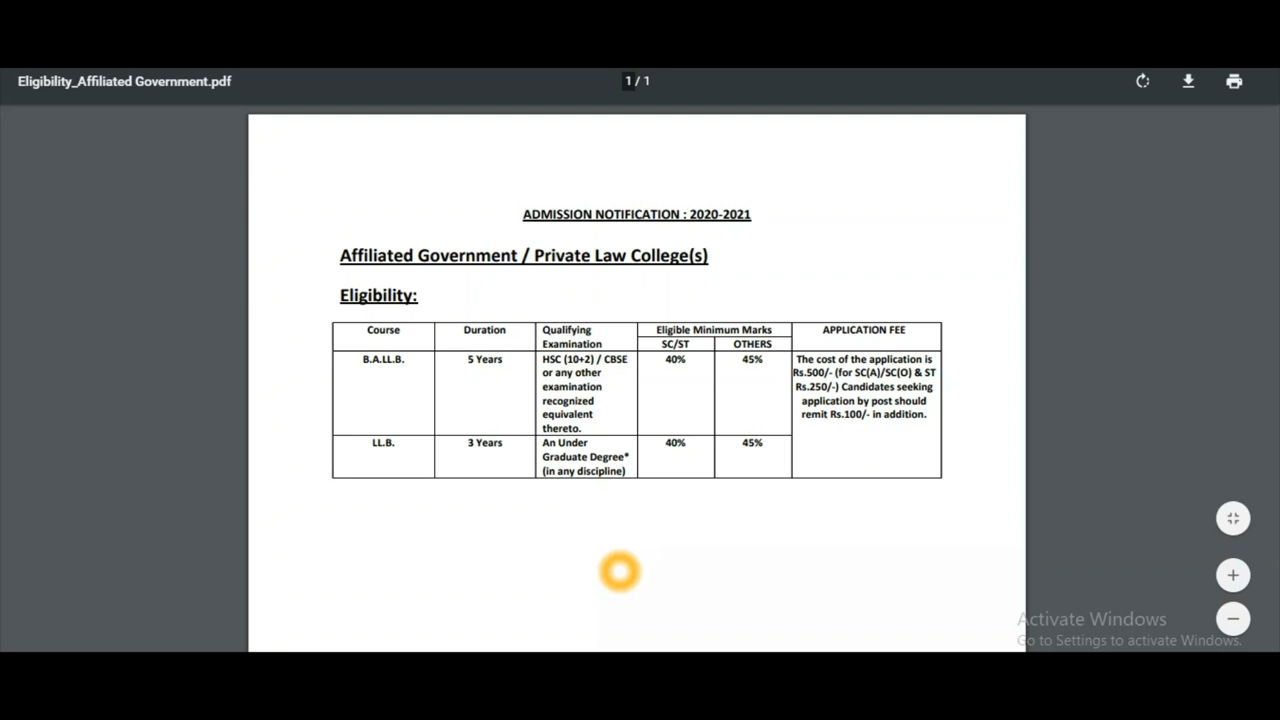 Eligibility_Affiliated Government.pdf
1 / 1
ADMISSION NOTIFICATION : 2020-2021
Affiliated Government / Private Law College(s)
Eligibility:
Course Duration Qualifying Examination Eligible Minimum Marks APPLICATION FEE
SC/ST OTHERS
B.A.LL.B. 5 Years HSC (10+2) / CBSE 40% 45% The cost of the application is
or any other Rs.500/- (for SC(A)/SC(O) & ST
examination Rs.250/-) Candidates seeking
recognized application by post should
equivalent remit Rs.100/- in addition.
thereto.
LL.B. 3 Years An Under 40% 45%
Graduate Degree*
(in any discipline)
Activate Windows
Go to Settings to activate Windows.